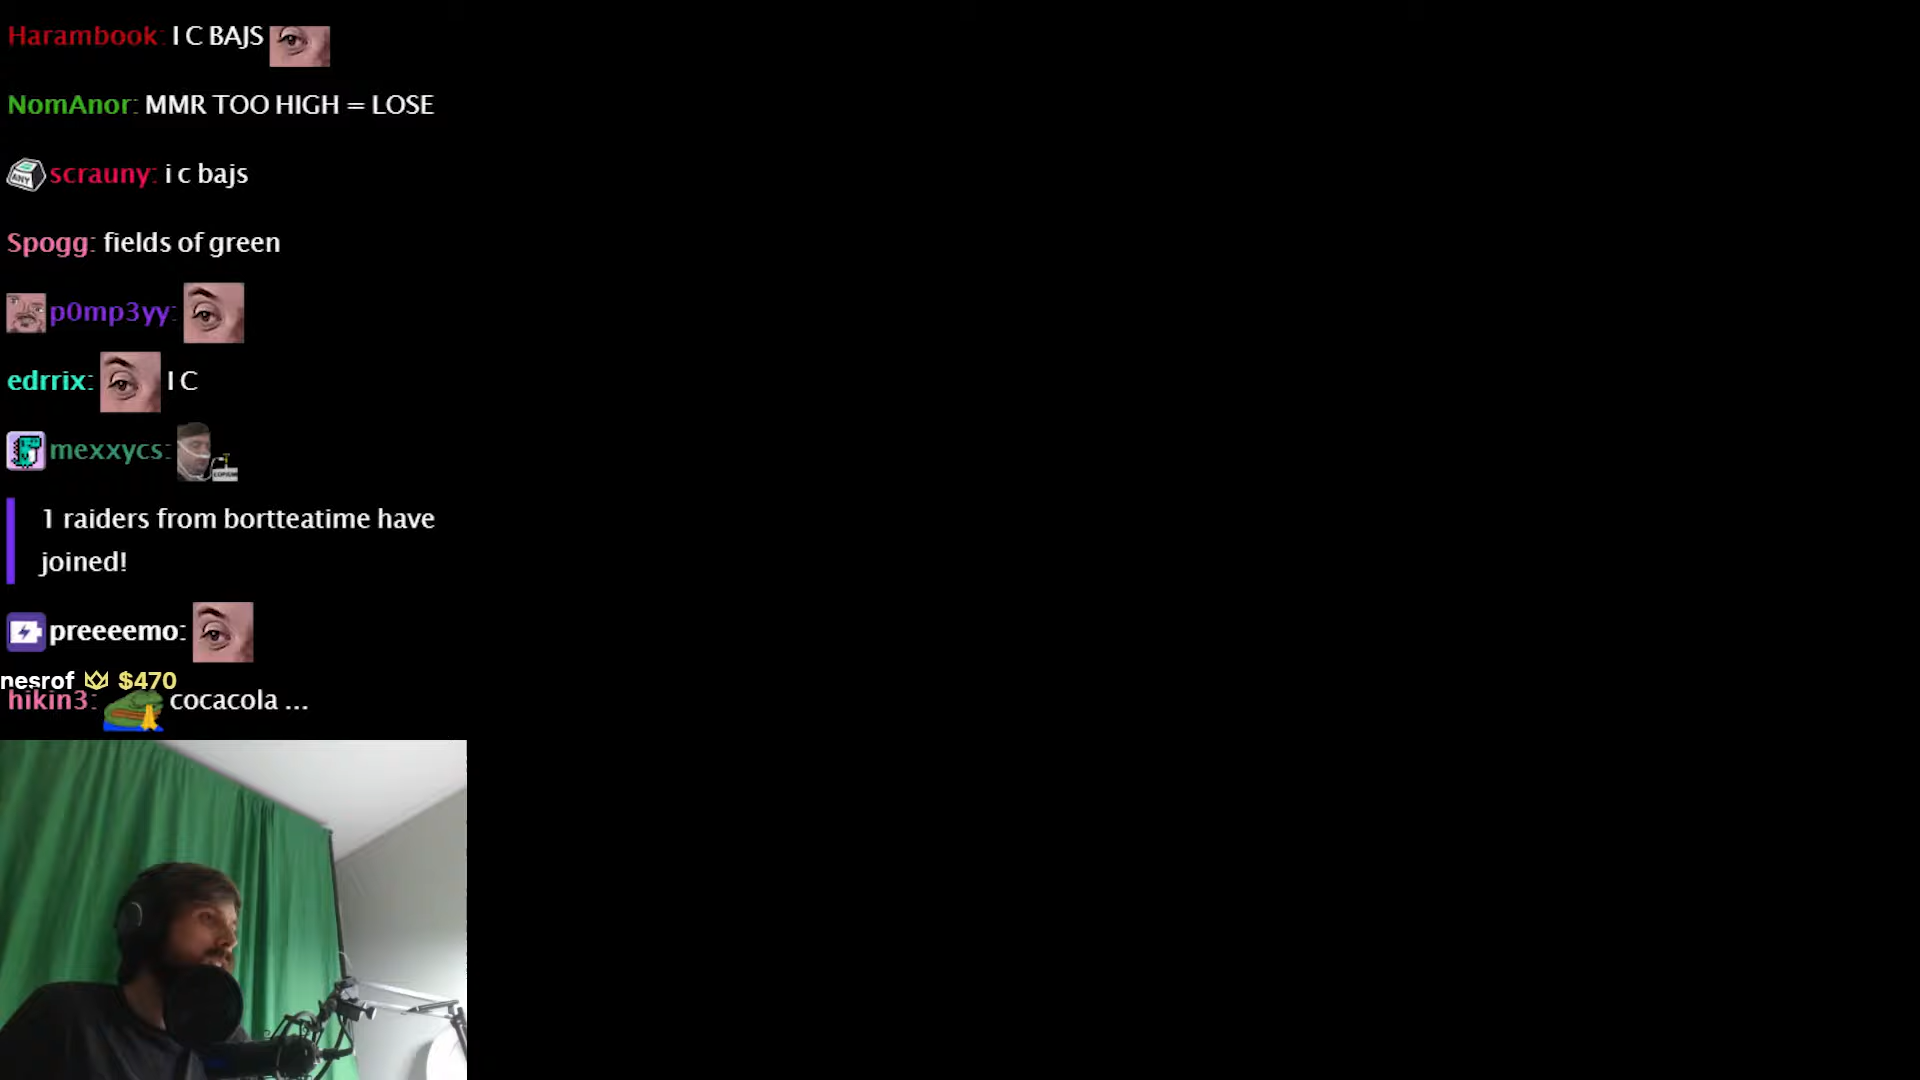 Harambook: I C BAJS
NomAnor: MMR TOO HIGH = LOSE
ANY scrauny: i c bajs
Spogg: fields of green
p0mp3yy:
edrrix: I C
mexxycs:
1 raiders from bortteatime have
joined!
preeeemo:
nesrof $470
hikin3: cocacola ...